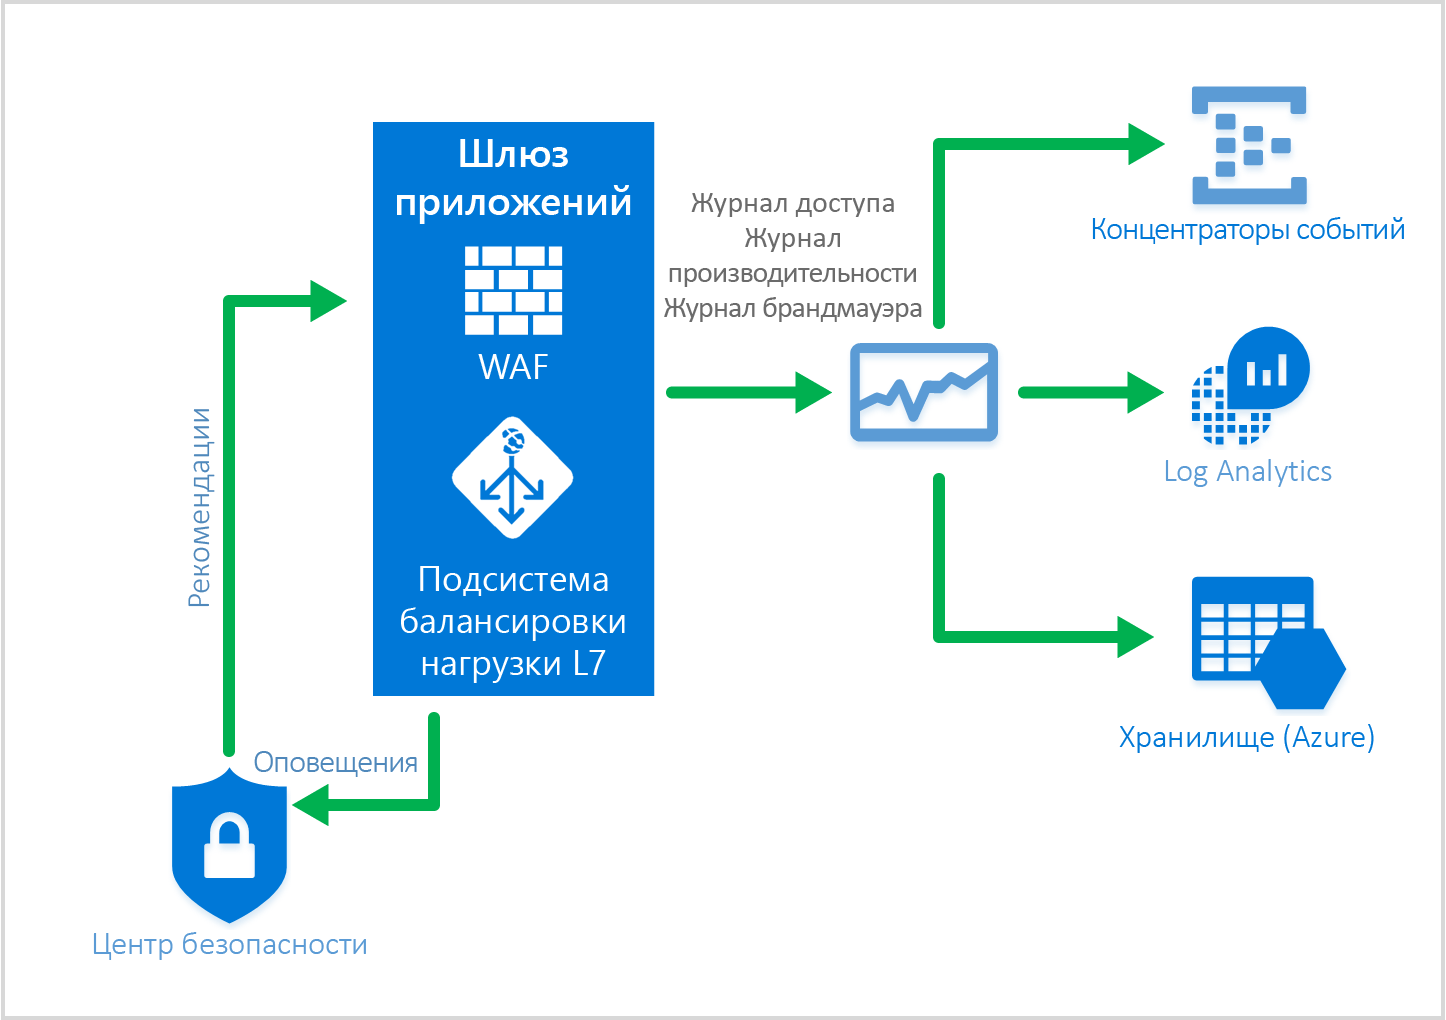 Шлюз
приложений
WAF
Подсистема
балансировки
нагрузки L7
Журнал доступа
Журнал
производительности
Журнал брандмауэра
Концентраторы событий
Log Analytics
Хранилище (Azure)
Рекомендации
Оповещения
Центр безопасности